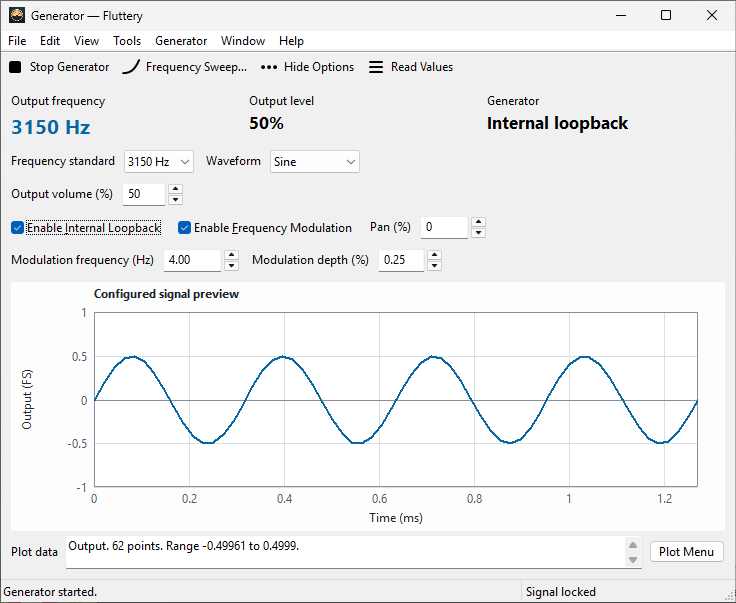 Generator — Fluttery
File Edit View Tools Generator Window Help
Stop Generator Frequency Sweep... Hide Options Read Values
Output frequency Output level Generator
3150 Hz 50% Internal loopback
Frequency standard 3150 Hz Waveform Sine
Output volume (%) 50
Enable Internal Loopback Enable Frequency Modulation Pan (%) 0
Modulation frequency (Hz) 4.00 Modulation depth (%) 0.25
Configured signal preview
1
0.5
0
-0.5
-1
Output (FS)
0 0.2 0.4 0.6 0.8 1 1.2
Time (ms)
Plot data Output. 62 points. Range -0.49961 to 0.4999. Plot Menu
Generator started. Signal locked